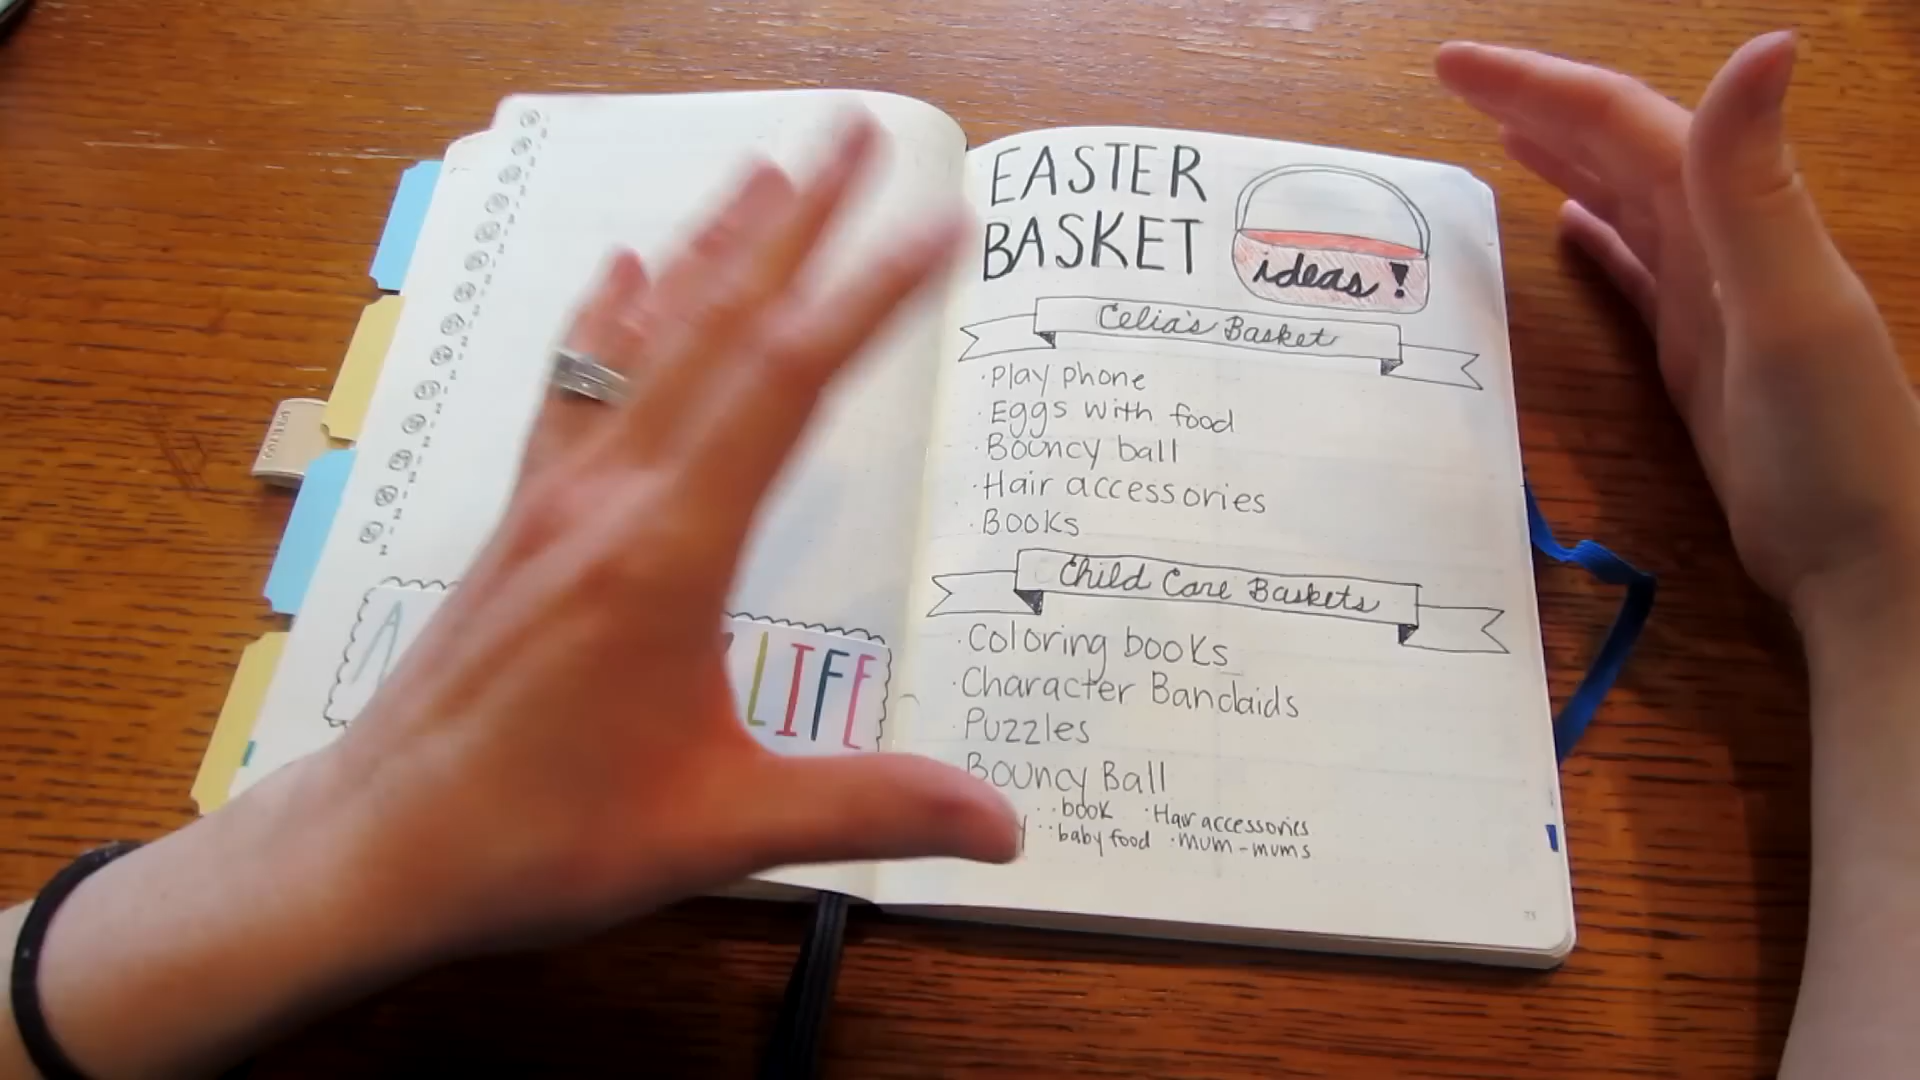 LIFE
EASTER
BASKET
ideas!
Celia's Basket
· Play phone
· Eggs with food
· Bouncy ball
· Hair accessories
· Books
Child Care Baskets
· Coloring books
· Character Bandaids
· Puzzles
Bouncy Ball
·· book · Hair accessories
·· baby food · mum-mums
75